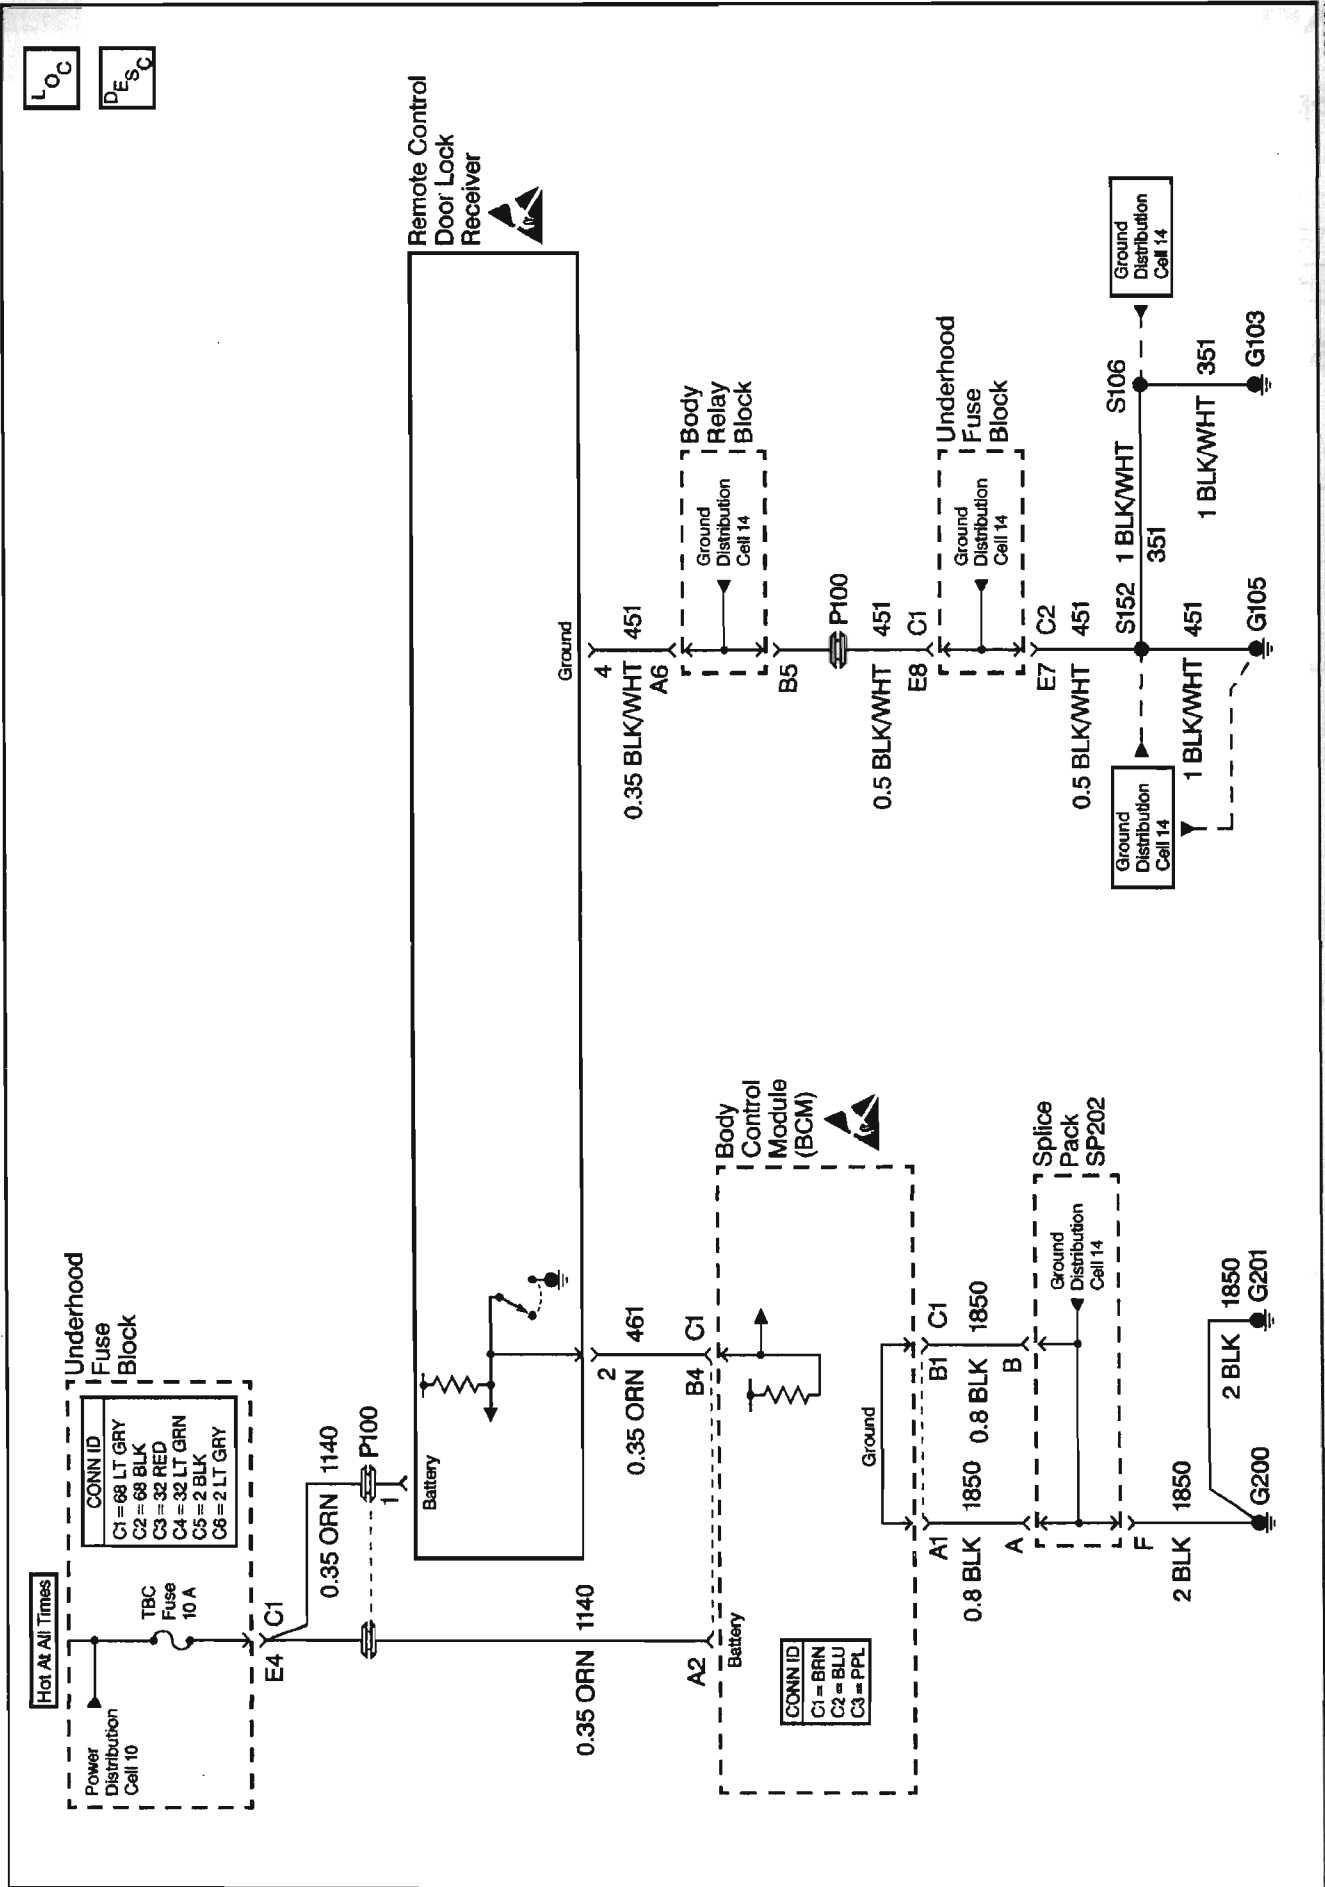 LOC
DESC
Hot At All Times
Underhood
Fuse
Block
Power
Distribution
Cell 10
TBC
Fuse
10 A
CONN ID
C1 = 68 LT GRY
C2 = 68 BLK
C3 = 32 RED
C4 = 32 LT GRN
C5 = 2 BLK
C6 = 2 LT GRY
E4
C1
0.35 ORN
1140
P100
1
Remote Control
Door Lock
Receiver
Battery
Ground
0.35 ORN
1140
2
0.35 ORN
461
4
0.35 BLK/WHT
451
A6
Body
Relay
Block
Ground
Distribution
Cell 14
B5
P100
A2
B4
C1
Body
Control
Module
(BCM)
Battery
CONN ID
C1 = BRN
C2 = BLU
C3 = PPL
Ground
0.5 BLK/WHT
451
E8
C1
Underhood
Fuse
Block
Ground
Distribution
Cell 14
A1
B1
C1
0.8 BLK
1850
0.8 BLK
1850
A
B
Splice
Pack
SP202
Ground
Distribution
Cell 14
E7
C2
0.5 BLK/WHT
451
S152
1 BLK/WHT
351
S106
Ground
Distribution
Cell 14
Ground
Distribution
Cell 14
F
2 BLK
1850
2 BLK
1850
1 BLK/WHT
451
1 BLK/WHT
351
G200
G201
G105
G103